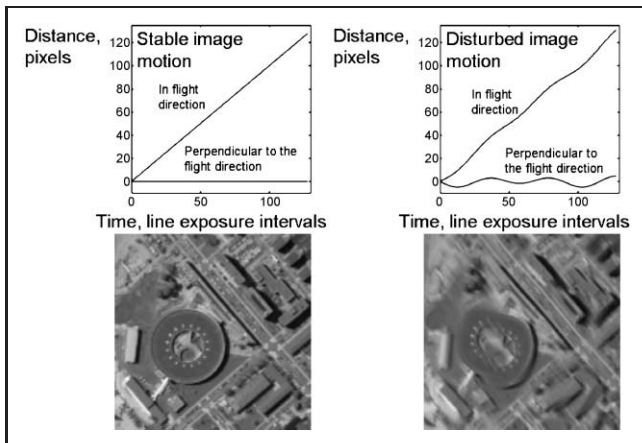 Distance,
pixels
Stable image
motion
In flight
direction
Perpendicular to the
flight direction
120
100
80
60
40
20
0
0
50
100
Time, line exposure intervals
Distance,
pixels
Disturbed image
motion
In flight
direction
Perpendicular to
the flight direction
120
100
80
60
40
20
0
0
50
100
Time, line exposure intervals